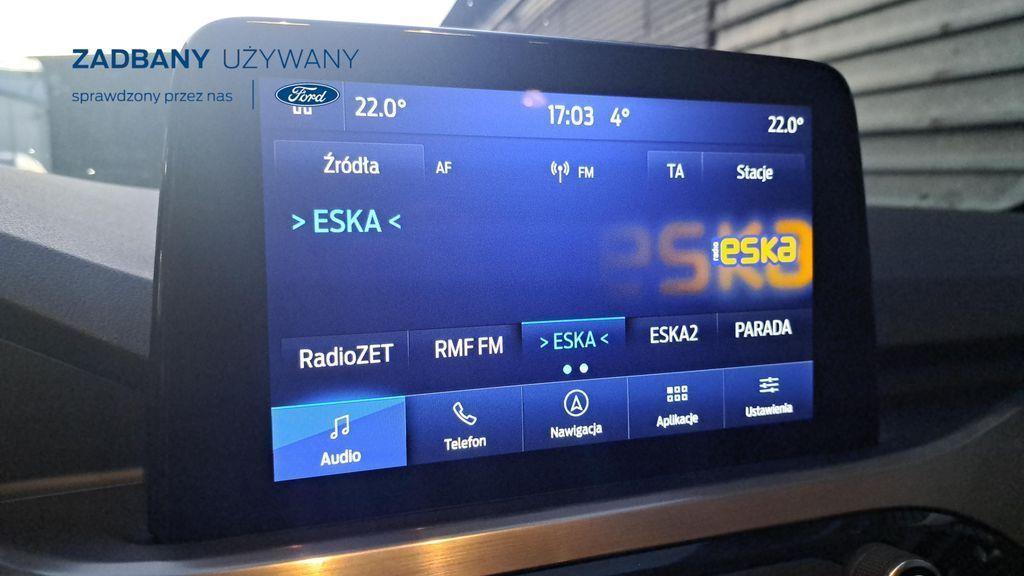 ZADBANY UŻYWANY
sprawdzony przez nas
Ford
22.0° 17:03 4° 22.0°
Źródła AF FM TA Stacje
> ESKA <
eska
radio eska
RadioZET RMF FM > ESKA < ESKA2 PARADA
Audio Telefon Nawigacja Aplikacje Ustawienia